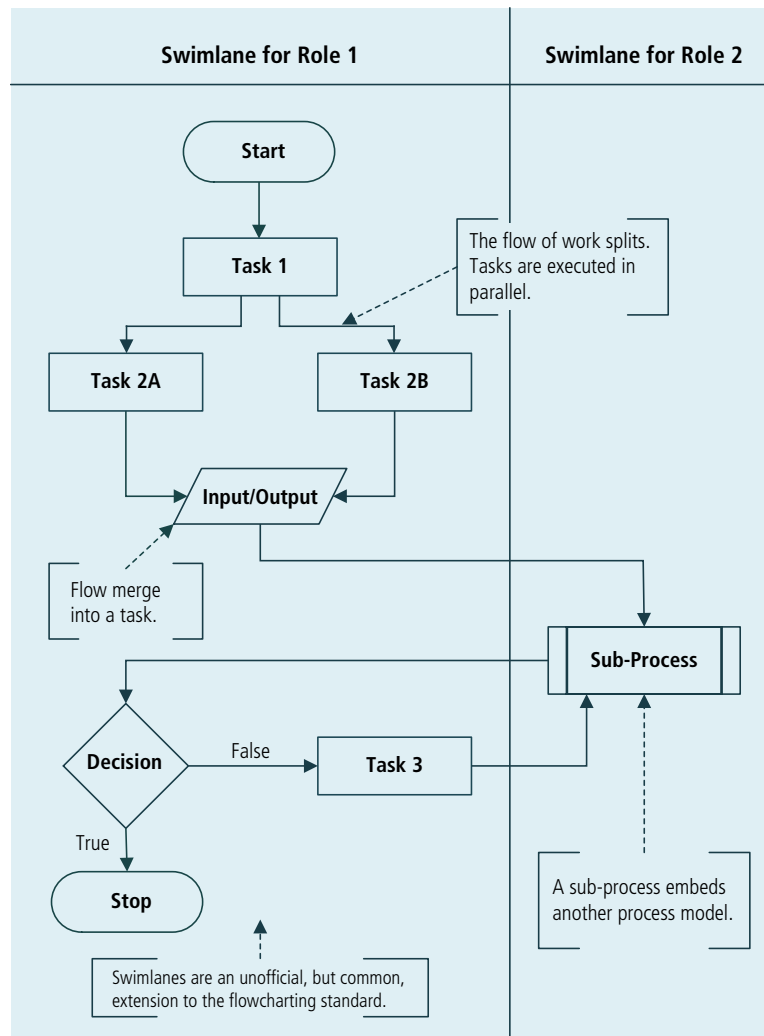 Swimlane for Role 1
Swimlane for Role 2
Start
Task 1
The flow of work splits.
Tasks are executed in
parallel.
Task 2A
Task 2B
Input/Output
Flow merge
into a task.
Sub-Process
Decision
False
Task 3
True
Stop
A sub-process embeds
another process model.
Swimlanes are an unofficial, but common,
extension to the flowcharting standard.